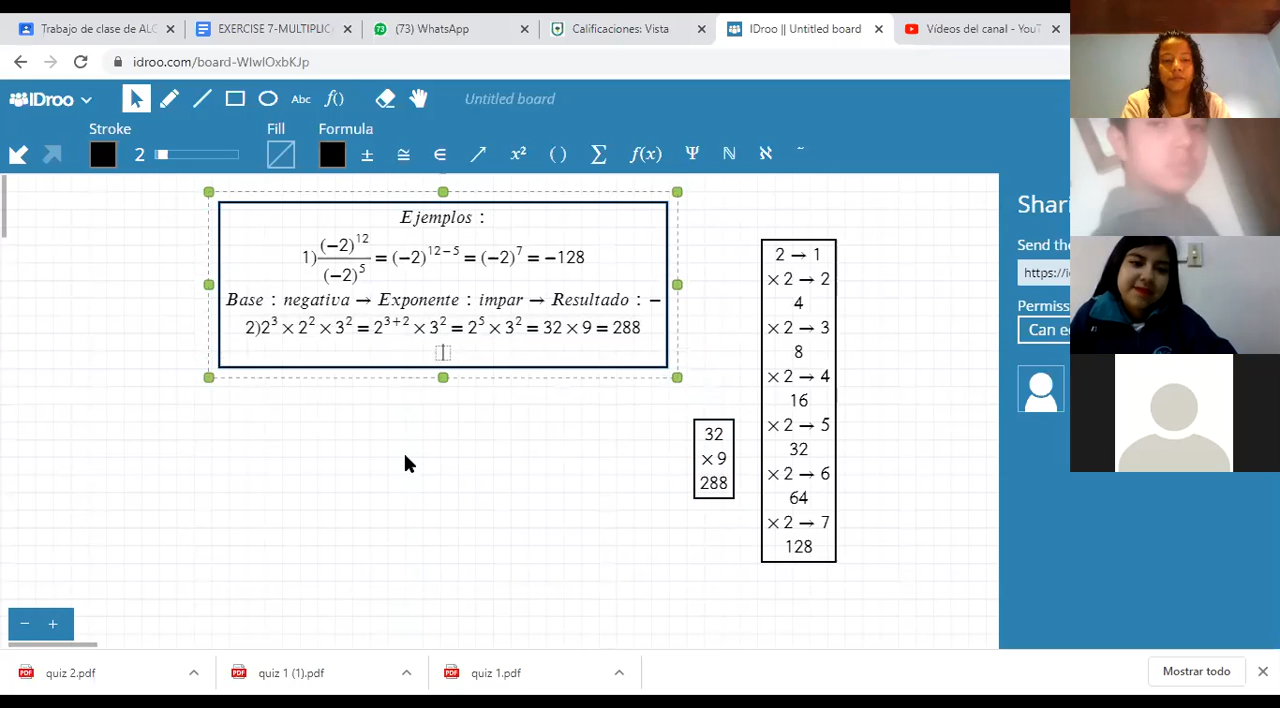 Trabajo de clase de ALG
EXERCISE 7-MULTIPLIC
(73) WhatsApp
Calificaciones: Vista
IDroo || Untitled board
Vídeos del canal - YouT
idroo.com/board-WIwIOxbKJp
IDroo
Abc
f()
Untitled board
Stroke
Fill
Formula
2
± ≅ ∈ x² ( ) ∑ f(x) Ψ ℕ ℵ ~
Ejemplos :
1) (−2)^12 / (−2)^5 = (−2)^12−5 = (−2)^7 = −128
Base : negativa → Exponente : impar → Resultado : −
2)2^3 × 2^2 × 3^2 = 2^3+2 × 3^2 = 2^5 × 3^2 = 32 × 9 = 288
32
× 9
288
2 → 1
× 2 → 2
4
× 2 → 3
8
× 2 → 4
16
× 2 → 5
32
× 2 → 6
64
× 2 → 7
128
Shari
Send the
https://i
Permiss
Can e
− +
quiz 2.pdf
quiz 1 (1).pdf
quiz 1.pdf
Mostrar todo